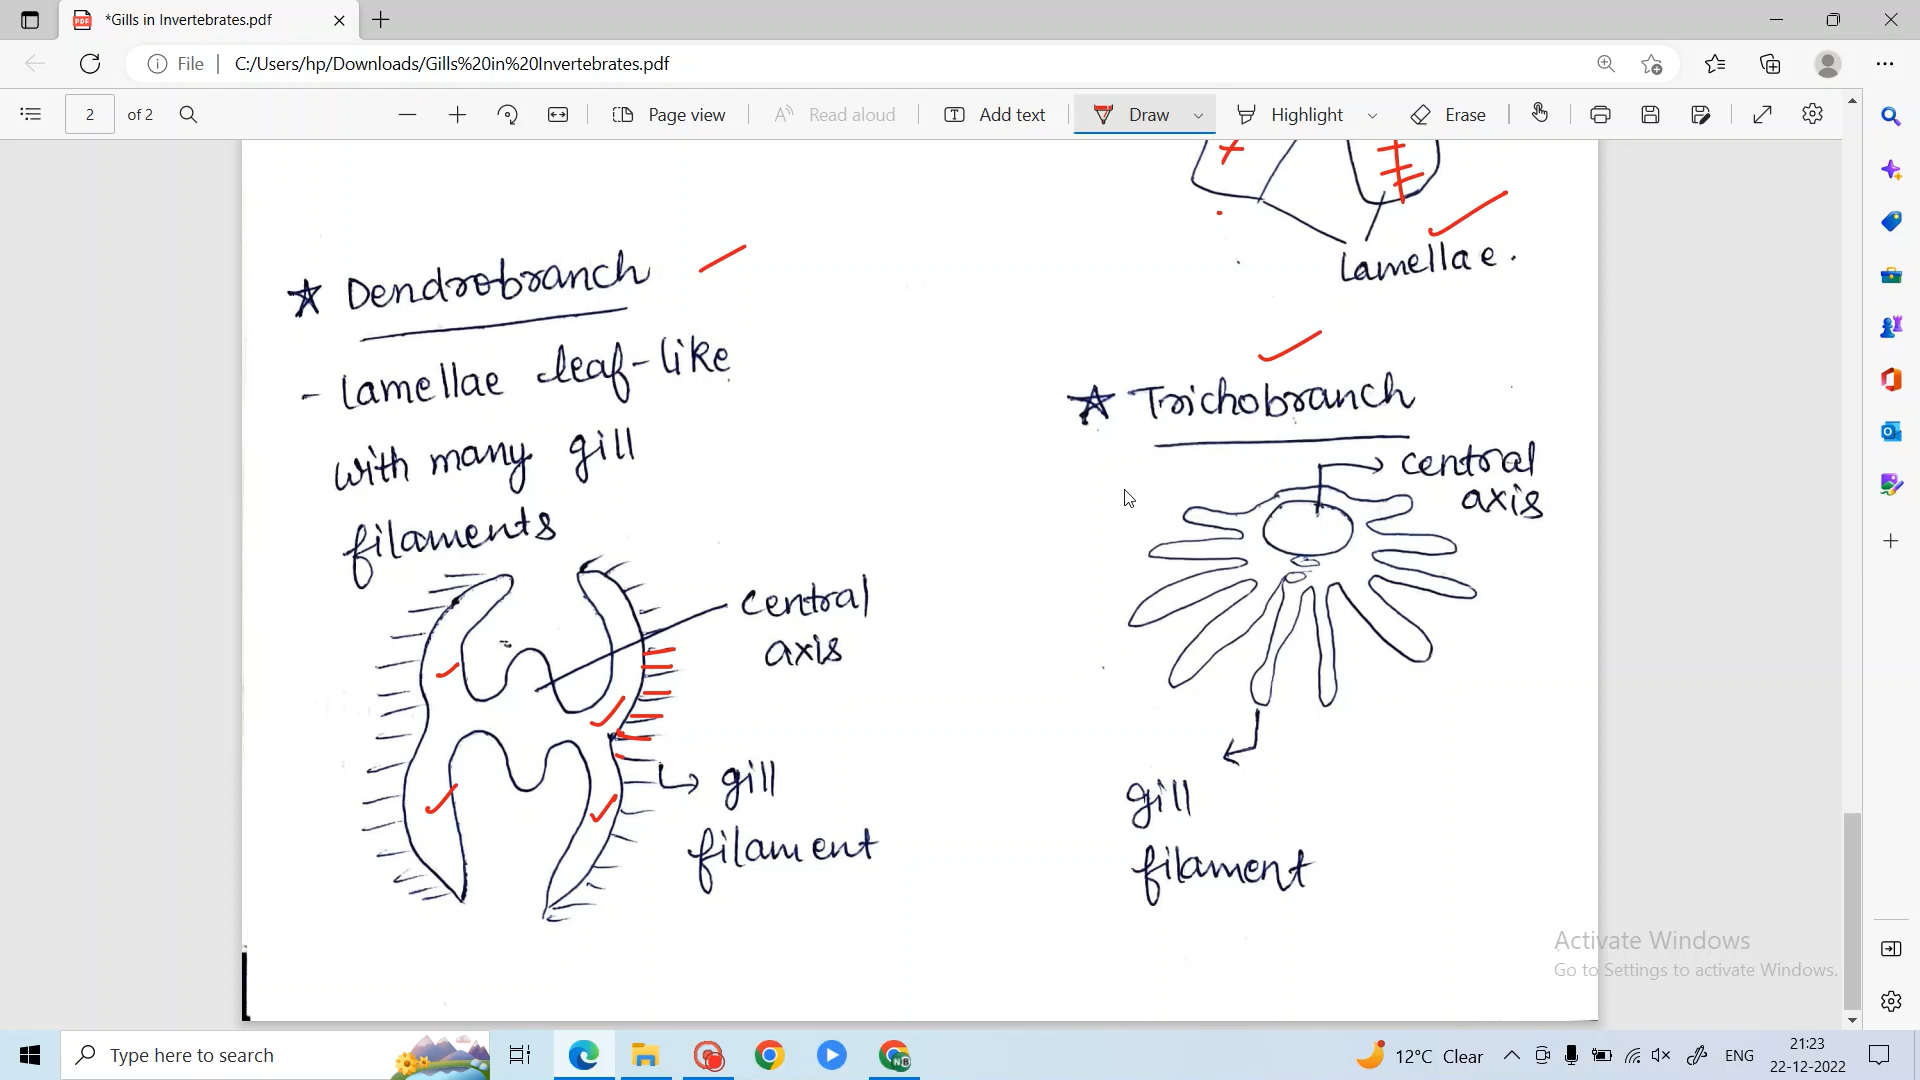 *Gills in Invertebrates.pdf
File
C:/Users/hp/Downloads/Gills%20in%20Invertebrates.pdf
2 of 2
Page view
Read aloud
Add text
Draw
Highlight
Erase
Lamellae.
Dendrobranch
- Lamellae leaf-like
with many gill
filaments
central
axis
gill
filament
Trichobranch
central
axis
gill
filament
Activate Windows
Go to Settings to activate Windows.
Type here to search
12°C Clear
ENG
21:23
22-12-2022